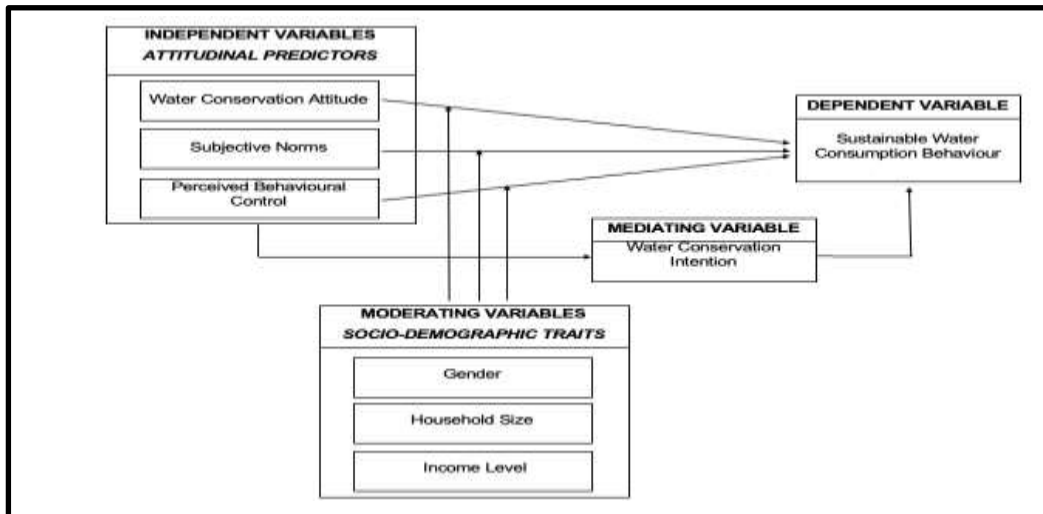 INDEPENDENT VARIABLES
ATTITUDINAL PREDICTORS
Water Conservation Attitude
Subjective Norms
Perceived Behavioural
Control
DEPENDENT VARIABLE
Sustainable Water
Consumption Behaviour
MEDIATING VARIABLE
Water Conservation
Intention
MODERATING VARIABLES
SOCIO-DEMOGRAPHIC TRAITS
Gender
Household Size
Income Level